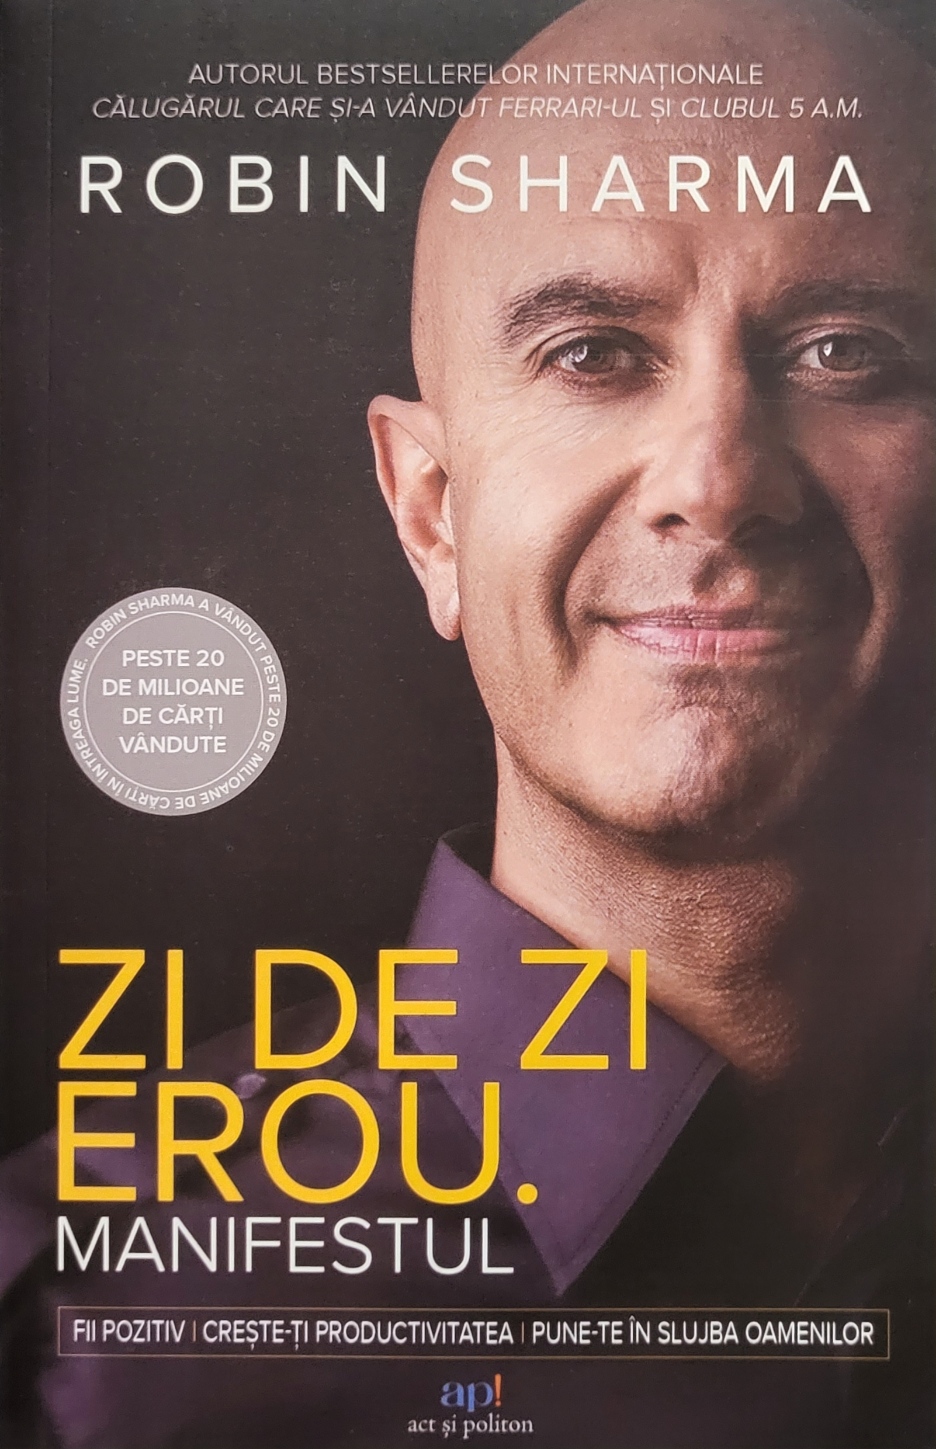 AUTORUL BESTSELLERELOR INTERNAȚIONALE
CĂLUGĂRUL CARE ȘI-A VÂNDUT FERRARI-UL ȘI CLUBUL 5 A.M.
ROBIN SHARMA
ROBIN SHARMA A VÂNDUT PESTE 20 DE MILIOANE DE CĂRȚI ÎN ÎNTREAGA LUME.
PESTE 20
DE MILIOANE
DE CĂRȚI
VÂNDUTE
ZI DE ZI
EROU.
MANIFESTUL
FII POZITIV | CREȘTE-ȚI PRODUCTIVITATEA | PUNE-TE ÎN SLUJBA OAMENILOR
ap!
act și politon